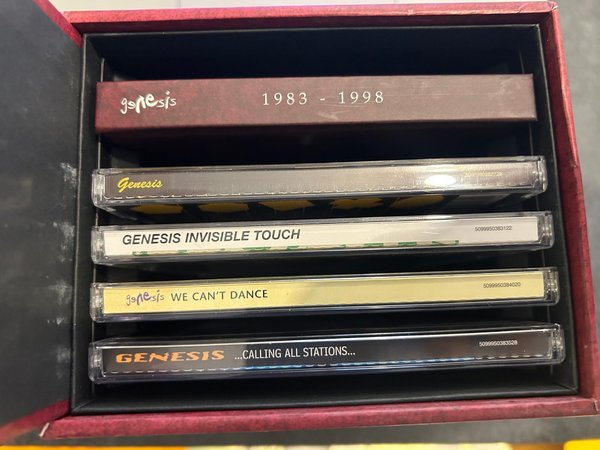 genesis 1983 - 1998
Genesis
GENESIS INVISIBLE TOUCH 5099950383122
genesis WE CAN'T DANCE 5099950384020
GENESIS ...CALLING ALL STATIONS... 5099950383528